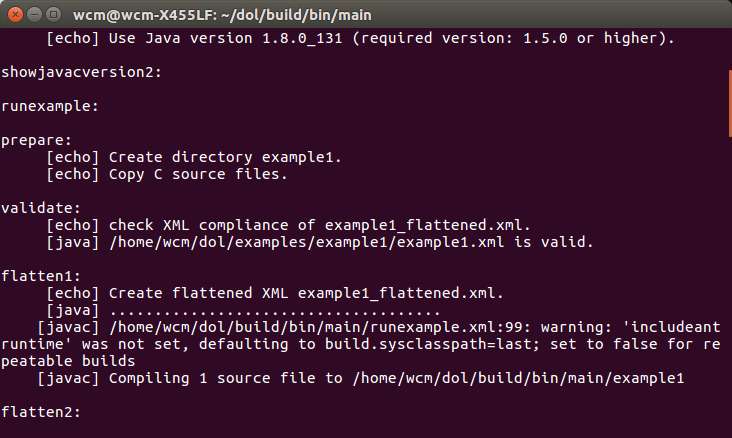 wcm@wcm-X455LF: ~/dol/build/bin/main
[echo] Use Java version 1.8.0_131 (required version: 1.5.0 or higher).
showjavacversion2:
runexample:
prepare:
[echo] Create directory example1.
[echo] Copy C source files.
validate:
[echo] check XML compliance of example1_flattened.xml.
[java] /home/wcm/dol/examples/example1/example1.xml is valid.
flatten1:
[echo] Create flattened XML example1_flattened.xml.
[java] .....................................
[javac] /home/wcm/dol/build/bin/main/runexample.xml:99: warning: 'includeant
runtime' was not set, defaulting to build.sysclasspath=last; set to false for re
peatable builds
[javac] Compiling 1 source file to /home/wcm/dol/build/bin/main/example1
flatten2: